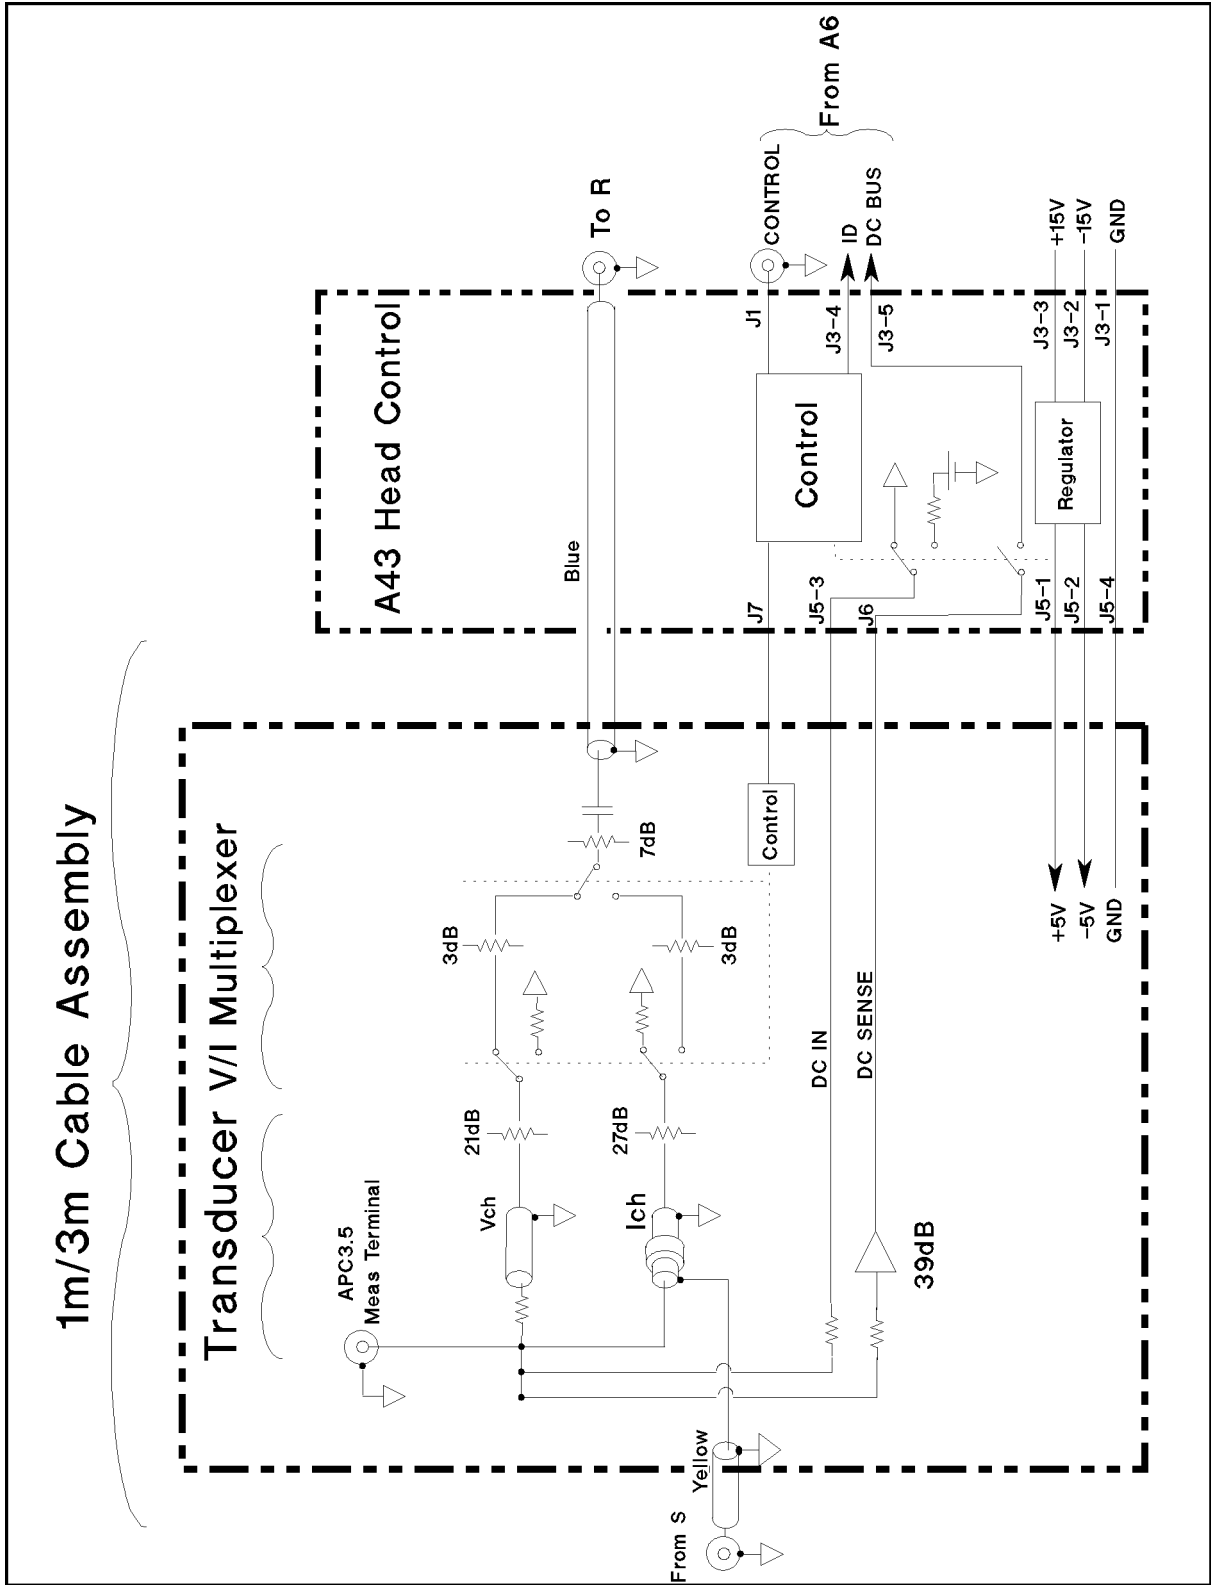 1m/3m Cable Assembly
Transducer V/I Multiplexer
A43 Head Control
APC3.5
Meas Terminal
Vch
21dB
3dB
7dB
Blue
To R
Ich
27dB
3dB
From S
Yellow
Control
J7
Control
J1
CONTROL
From A6
J3-4
ID
DC BUS
J3-5
DC IN
J5-3
DC SENSE
J6
39dB
+5V
J5-1
Regulator
J3-3
+15V
-5V
J5-2
J3-2
-15V
GND
J5-4
J3-1
GND